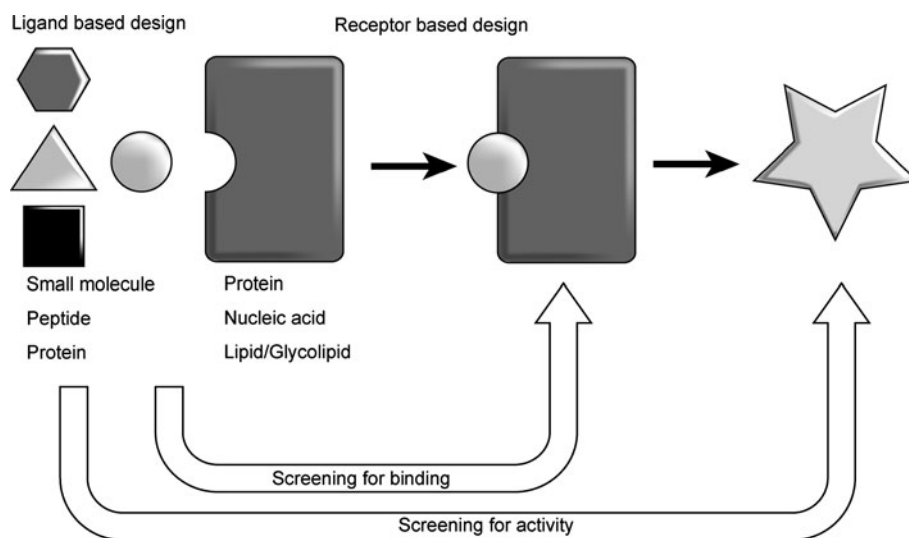 Ligand based design
Receptor based design
Small molecule
Peptide
Protein
Protein
Nucleic acid
Lipid/Glycolipid
Screening for binding
Screening for activity